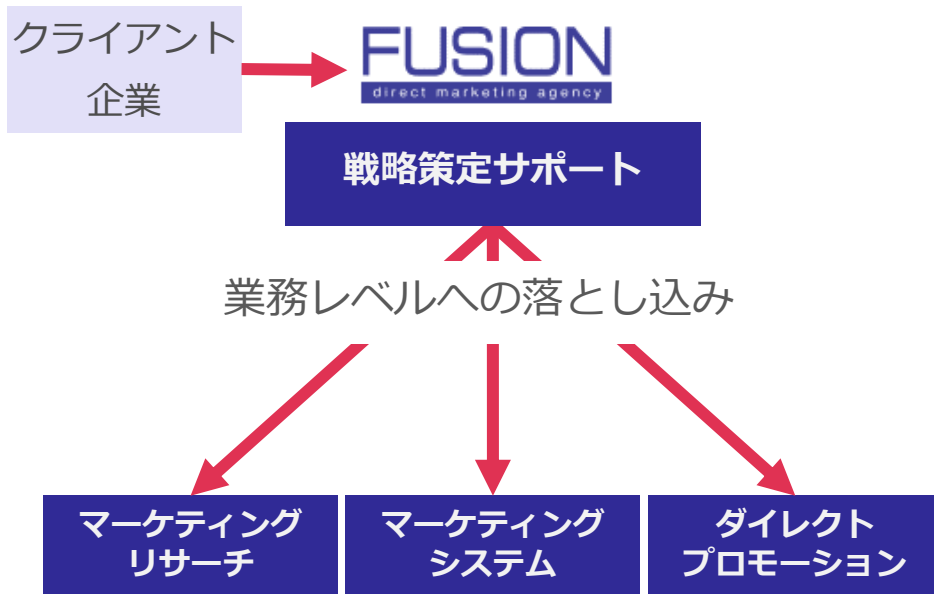 クライアント
企業
FUSION
direct marketing agency
戦略策定サポート
業務レベルへの落とし込み
マーケティング
リサーチ
マーケティング
システム
ダイレクト
プロモーション